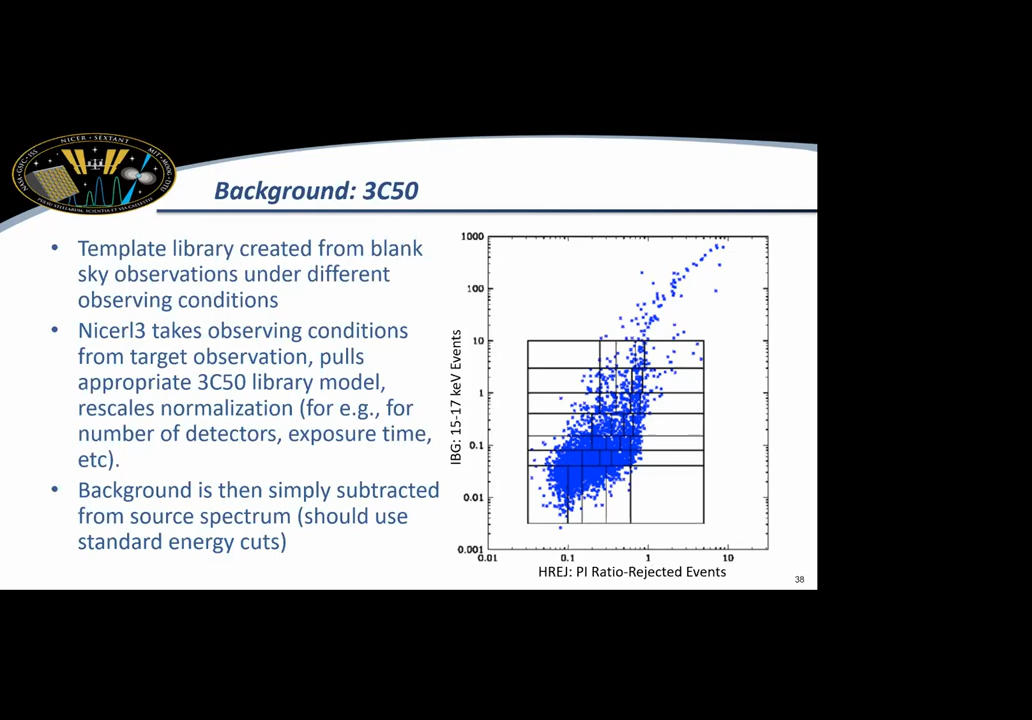 NICER • SEXTANT
Background: 3C50
• Template library created from blank
sky observations under different
observing conditions
• Nicerl3 takes observing conditions
from target observation, pulls
appropriate 3C50 library model,
rescales normalization (for e.g., for
number of detectors, exposure time,
etc).
• Background is then simply subtracted
from source spectrum (should use
standard energy cuts)
IBG: 15-17 keV Events
1000
100
10
1
0.1
0.01
0.001
0.01
0.1
1
10
HREJ: PI Ratio-Rejected Events
38